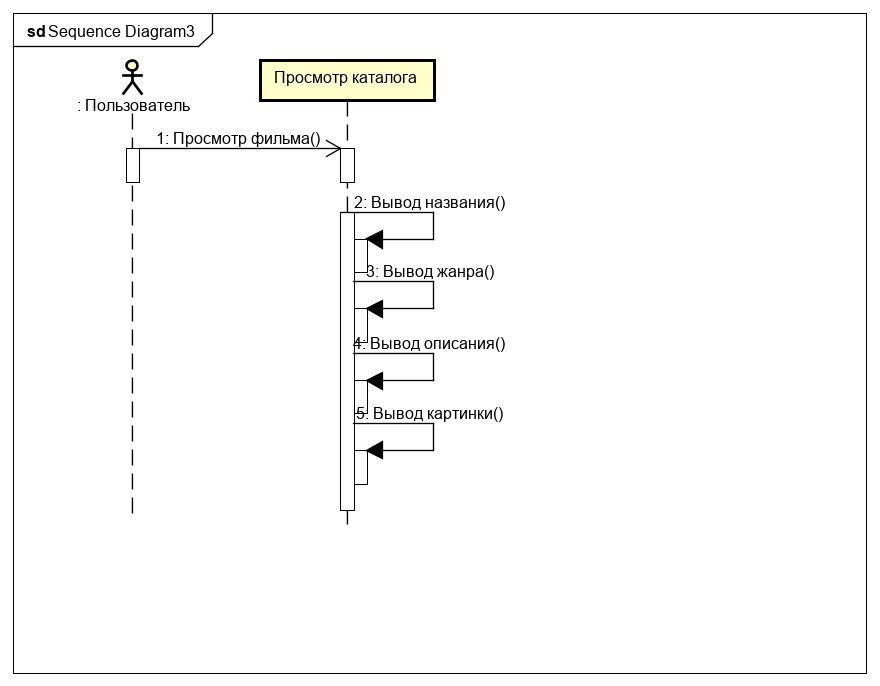 sd Sequence Diagram3
: Пользователь
Просмотр каталога
1: Просмотр фильма()
2: Вывод названия()
3: Вывод жанра()
4: Вывод описания()
5: Вывод картинки()